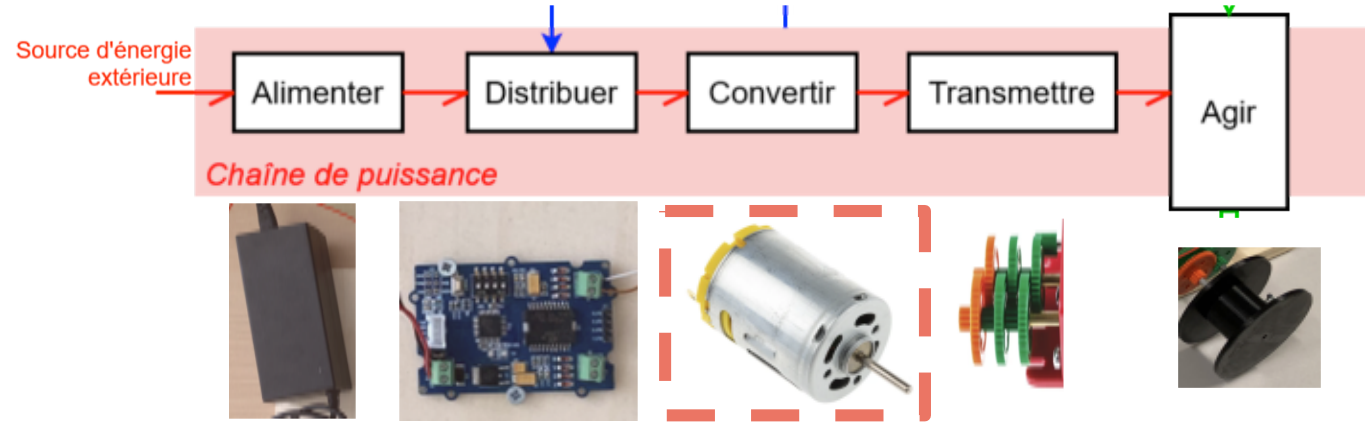 Source d'énergie
extérieure
Alimenter
Distribuer
Convertir
Transmettre
Agir
Chaîne de puissance